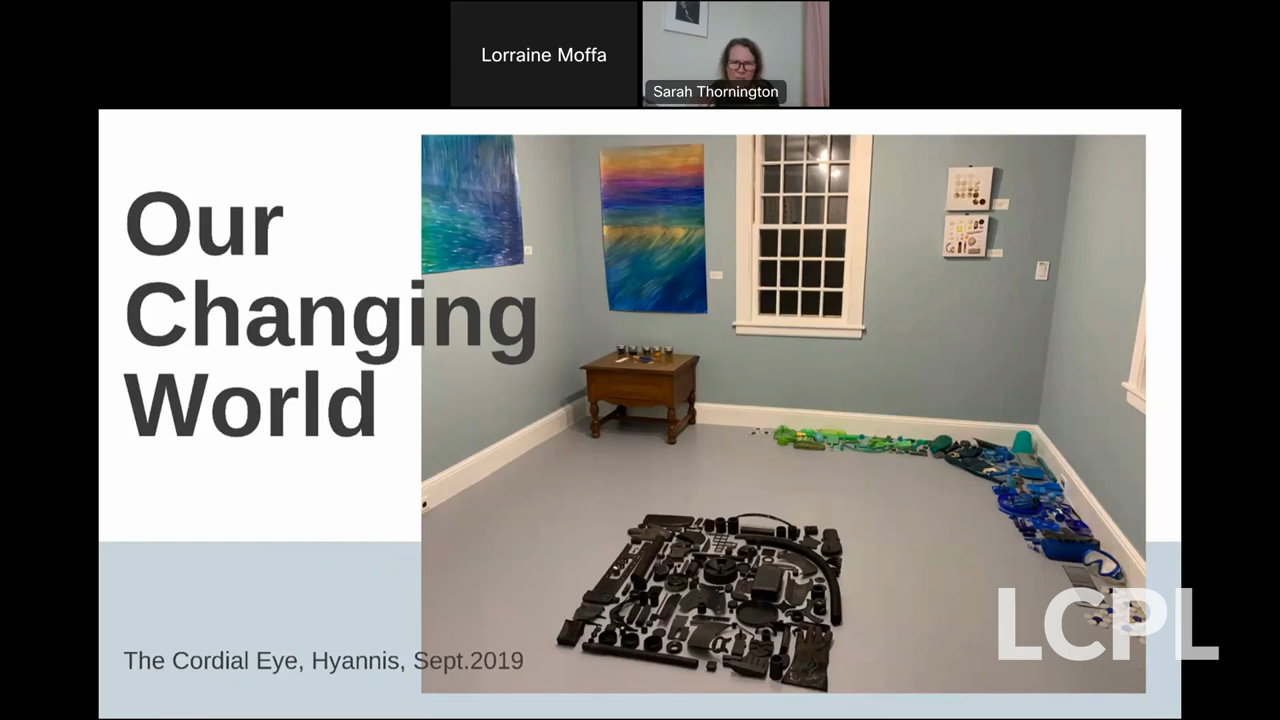 Lorraine Moffa
Sarah Thornington
Our
Changing
World
The Cordial Eye, Hyannis, Sept.2019
LCPL